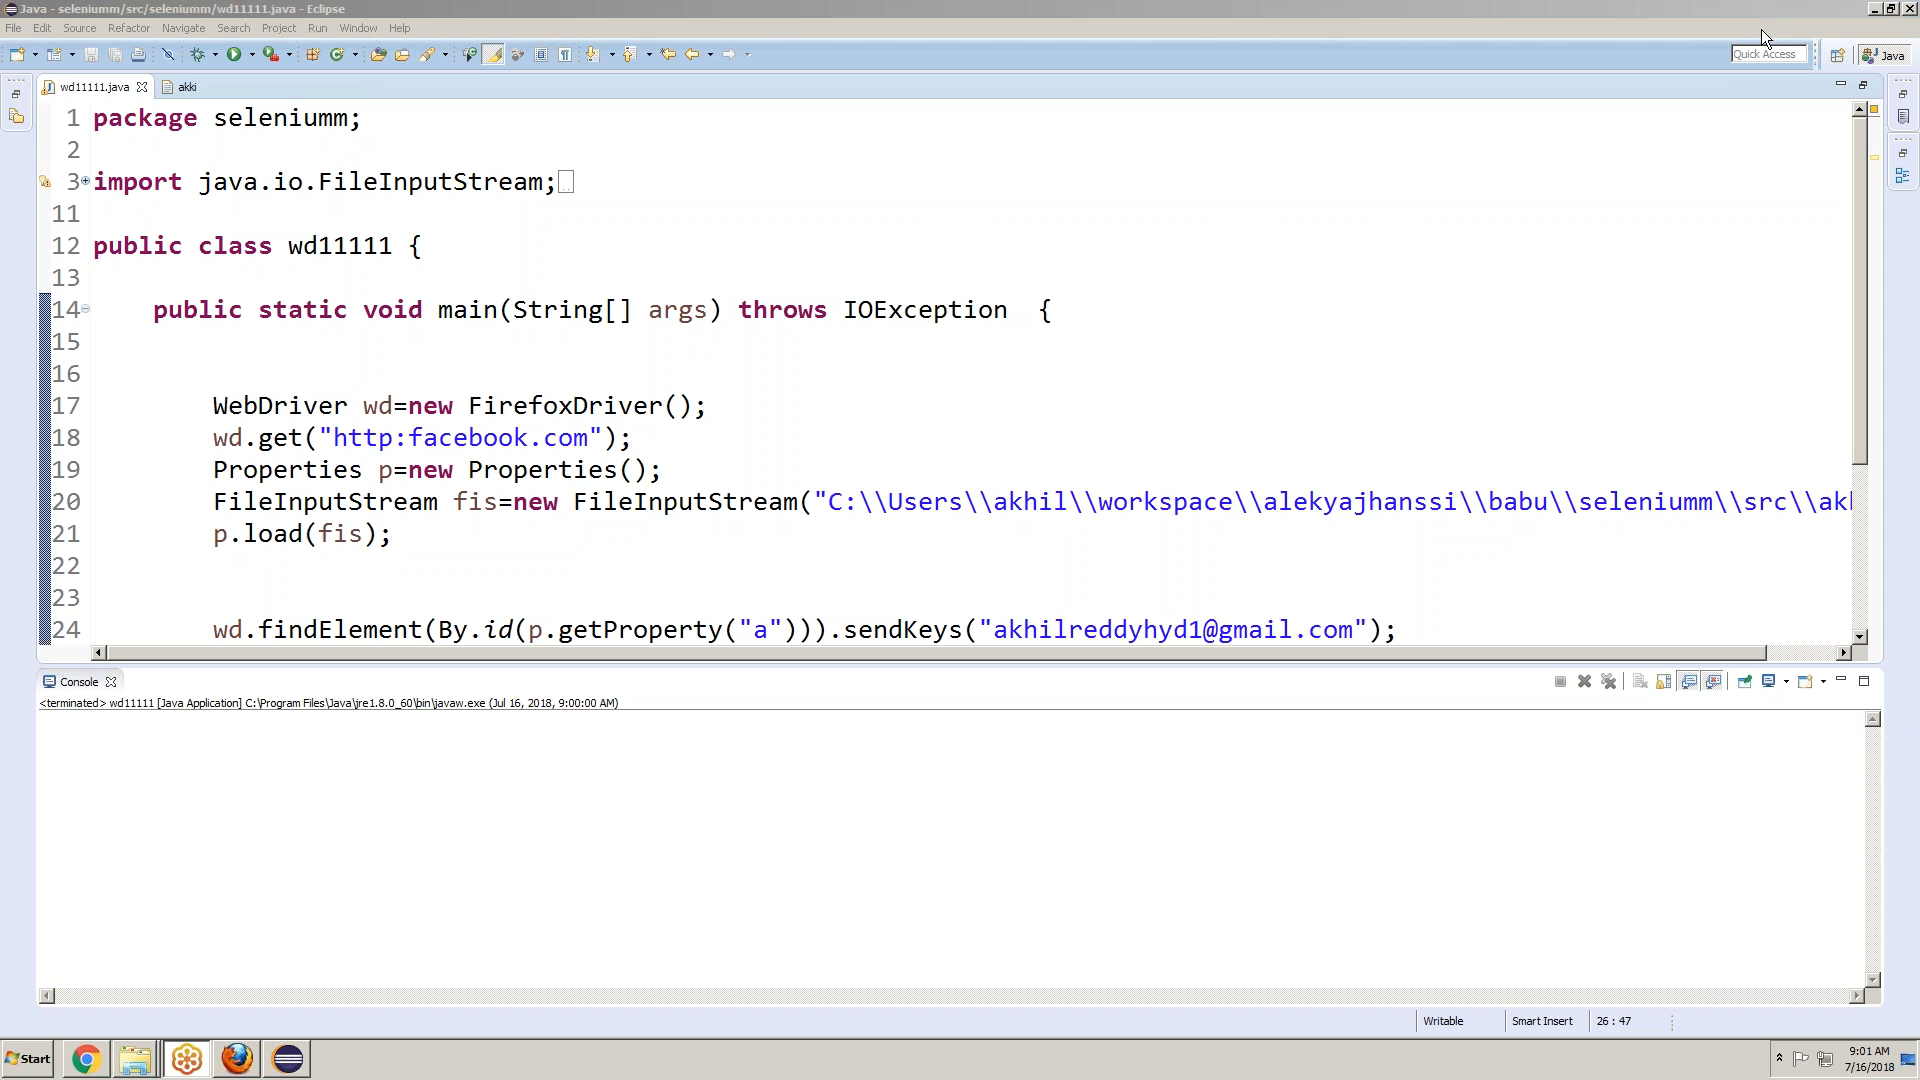 Java - seleniumm/src/seleniumm/wd11111.java - Eclipse
File Edit Source Refactor Navigate Search Project Run Window Help
Quick Access
Java
wd11111.java
akki
1 package seleniumm;
2
3 import java.io.FileInputStream;
11
12 public class wd11111 {
13
14 public static void main(String[] args) throws IOException {
15
16
17 WebDriver wd=new FirefoxDriver();
18 wd.get("http:facebook.com");
19 Properties p=new Properties();
20 FileInputStream fis=new FileInputStream("C:\\Users\\akhil\\workspace\\alekyajhanssi\\babu\\seleniumm\\src\\ak
21 p.load(fis);
22
23
24 wd.findElement(By.id(p.getProperty("a"))).sendKeys("akhilreddyhyd1@gmail.com");
Console
<terminated> wd11111 [Java Application] C:\Program Files\Java\jre1.8.0_60\bin\javaw.exe (Jul 16, 2018, 9:00:00 AM)
Writable
Smart Insert
26 : 47
Start
9:01 AM
7/16/2018